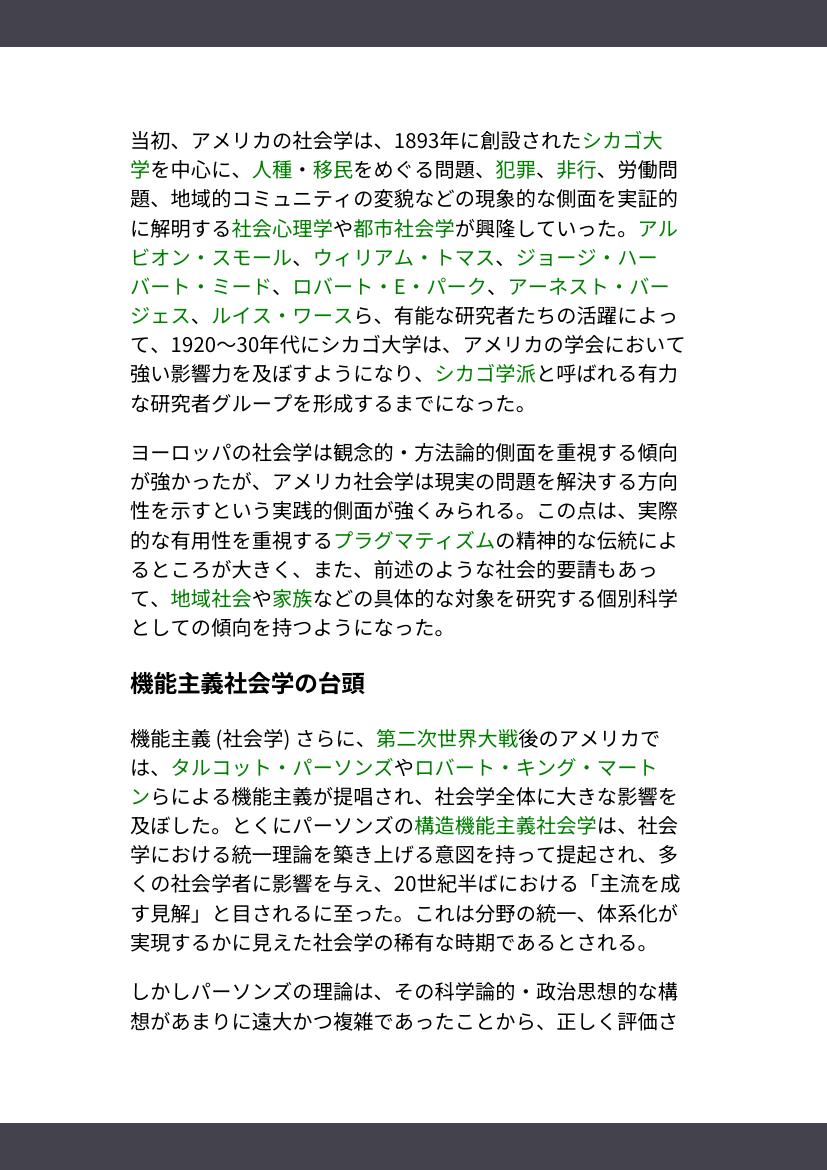 当初、アメリカの社会学は、1893年に創設されたシカゴ大
学を中心に、人種・移民をめぐる問題、犯罪、非行、労働問
題、地域的コミュニティの変貌などの現象的な側面を実証的
に解明する社会心理学や都市社会学が興隆していった。アル
ビオン・スモール、ウィリアム・トマス、ジョージ・ハー
バート・ミード、ロバート・E・パーク、アーネスト・バー
ジェス、ルイス・ワースら、有能な研究者たちの活躍によっ
て、1920〜30年代にシカゴ大学は、アメリカの学会において
強い影響力を及ぼすようになり、シカゴ学派と呼ばれる有力
な研究者グループを形成するまでになった。
ヨーロッパの社会学は観念的・方法論的側面を重視する傾向
が強かったが、アメリカ社会学は現実の問題を解決する方向
性を示すという実践的側面が強くみられる。この点は、実際
的な有用性を重視するプラグマティズムの精神的な伝統によ
るところが大きく、また、前述のような社会的要請もあっ
て、地域社会や家族などの具体的な対象を研究する個別科学
としての傾向を持つようになった。
機能主義社会学の台頭
機能主義 (社会学) さらに、第二次世界大戦後のアメリカで
は、タルコット・パーソンズやロバート・キング・マート
ンらによる機能主義が提唱され、社会学全体に大きな影響を
及ぼした。とくにパーソンズの構造機能主義社会学は、社会
学における統一理論を築き上げる意図を持って提起され、多
くの社会学者に影響を与え、20世紀半ばにおける「主流を成
す見解」と目されるに至った。これは分野の統一、体系化が
実現するかに見えた社会学の稀有な時期であるとされる。
しかしパーソンズの理論は、その科学論的・政治思想的な構
想があまりに遠大かつ複雑であったことから、正しく評価さ